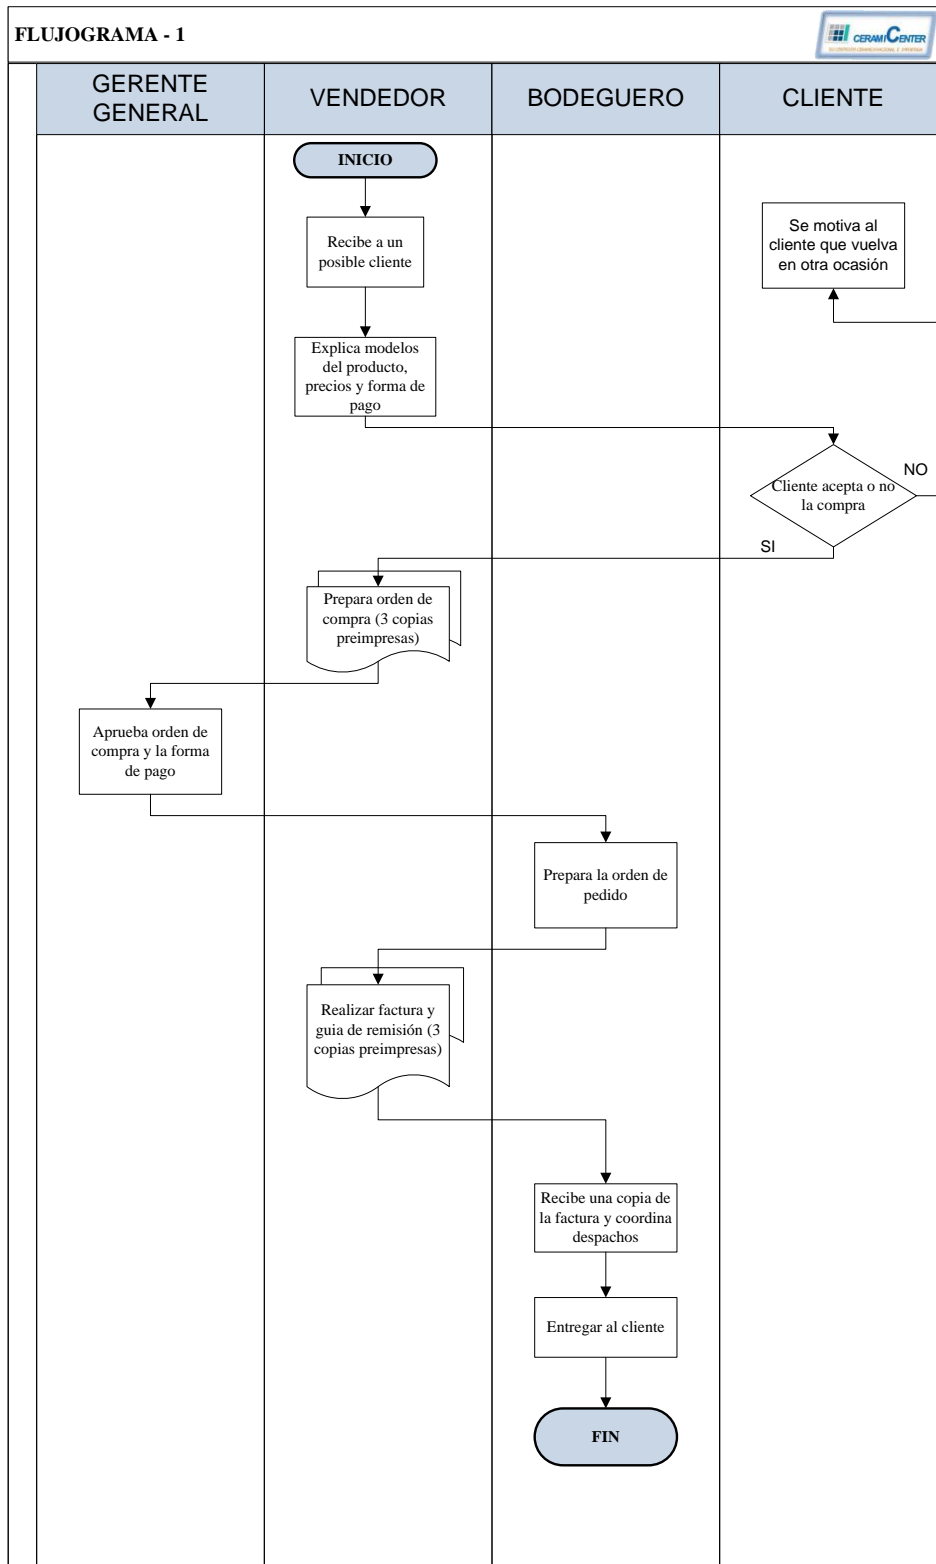 FLUJOGRAMA - 1
CERAMICENTER
GERENTE
GENERAL
VENDEDOR
BODEGUERO
CLIENTE
INICIO
Recibe a un
posible cliente
Se motiva al
cliente que vuelva
en otra ocasión
Explica modelos
del producto,
precios y forma de
pago
Cliente acepta o no
la compra
NO
SI
Prepara orden de
compra (3 copias
preimpresas)
Aprueba orden de
compra y la forma
de pago
Prepara la orden de
pedido
Realizar factura y
guia de remisión (3
copias preimpresas)
Recibe una copia de
la factura y coordina
despachos
Entregar al cliente
FIN